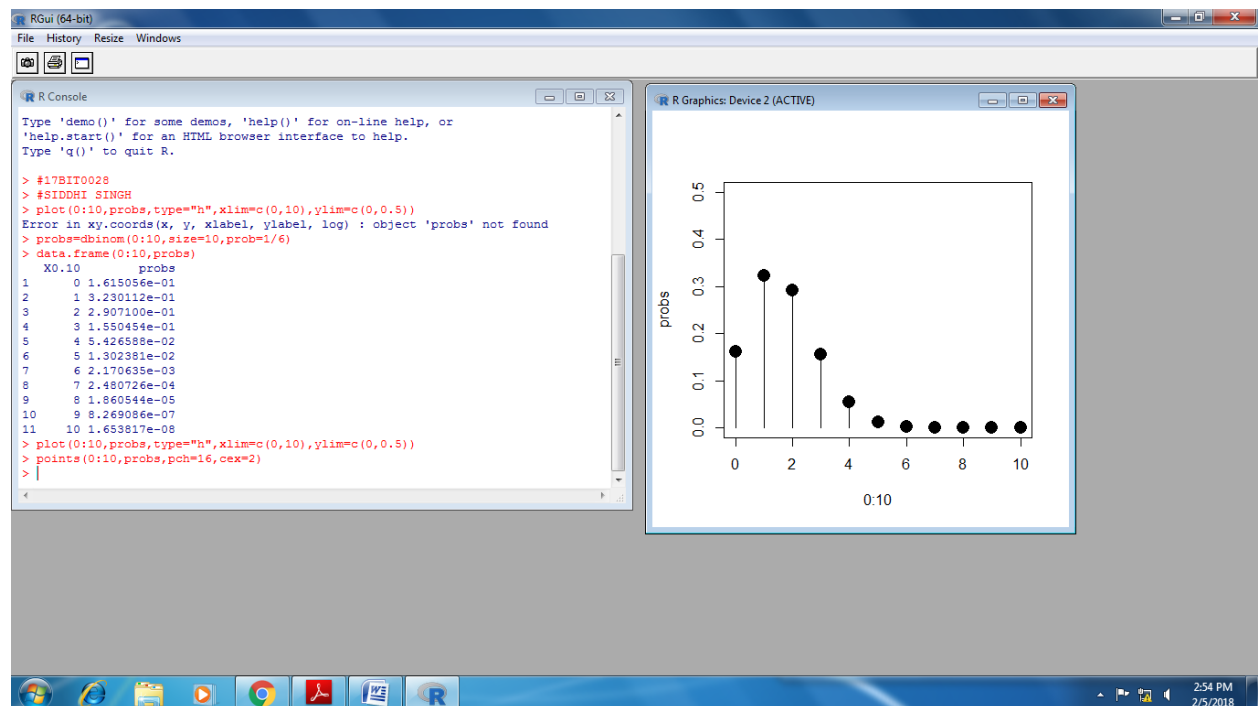 RGui (64-bit)
File History Resize Windows
R Console
Type 'demo()' for some demos, 'help()' for on-line help, or
'help.start()' for an HTML browser interface to help.
Type 'q()' to quit R.
> #17BIT0028
> #SIDDHI SINGH
> plot(0:10,probs,type="h",xlim=c(0,10),ylim=c(0,0.5))
Error in xy.coords(x, y, xlabel, ylabel, log) : object 'probs' not found
> probs=dbinom(0:10,size=10,prob=1/6)
> data.frame(0:10,probs)
X0.10 probs
1 0 1.615056e-01
2 1 3.230112e-01
3 2 2.907100e-01
4 3 1.550454e-01
5 4 5.426588e-02
6 5 1.302381e-02
7 6 2.170635e-03
8 7 2.480726e-04
9 8 1.860544e-05
10 9 8.269086e-07
11 10 1.653817e-08
> plot(0:10,probs,type="h",xlim=c(0,10),ylim=c(0,0.5))
> points(0:10,probs,pch=16,cex=2)
>
R Graphics: Device 2 (ACTIVE)
0.5
0.4
0.3
0.2
0.1
0.0
probs
0 2 4 6 8 10
0:10
2:54 PM
2/5/2018